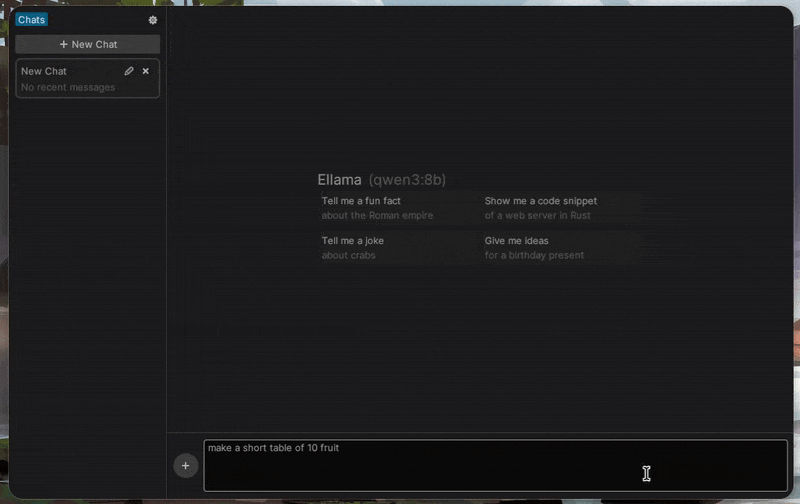 Chats
+ New Chat
New Chat
No recent messages
Ellama (qwen3:8b)
Tell me a fun fact
about the Roman empire
Show me a code snippet
of a web server in Rust
Tell me a joke
about crabs
Give me ideas
for a birthday present
make a short table of 10 fruit